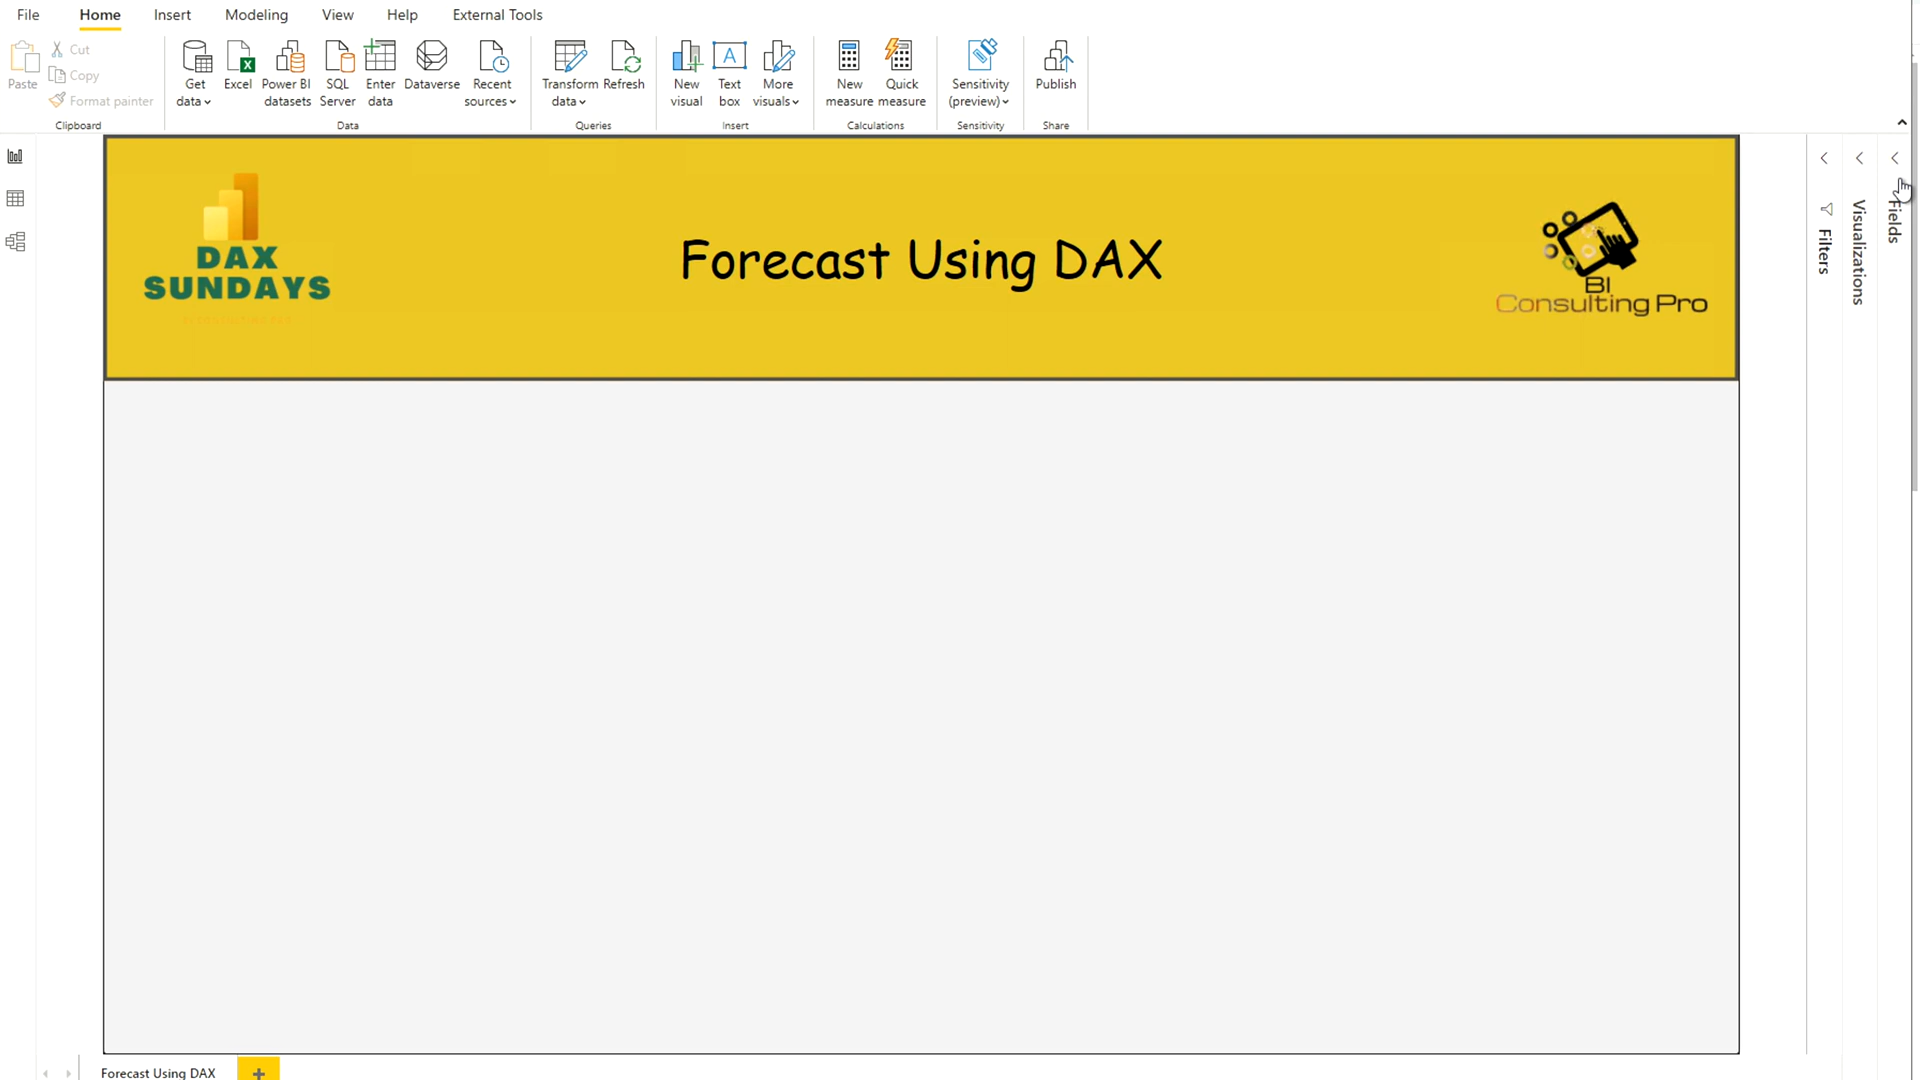 File Home Insert Modeling View Help External Tools
Paste
Cut
Copy
Format painter
Clipboard
Get data
Excel
Power BI datasets
SQL Server
Enter data
Dataverse
Recent sources
Data
Transform data
Refresh
Queries
New visual
Text box
More visuals
Insert
New measure
Quick measure
Calculations
Sensitivity (preview)
Sensitivity
Publish
Share
DAX
SUNDAYS
Forecast Using DAX
BI
Consulting Pro
Filters
Visualizations
Fields
Forecast Using DAX